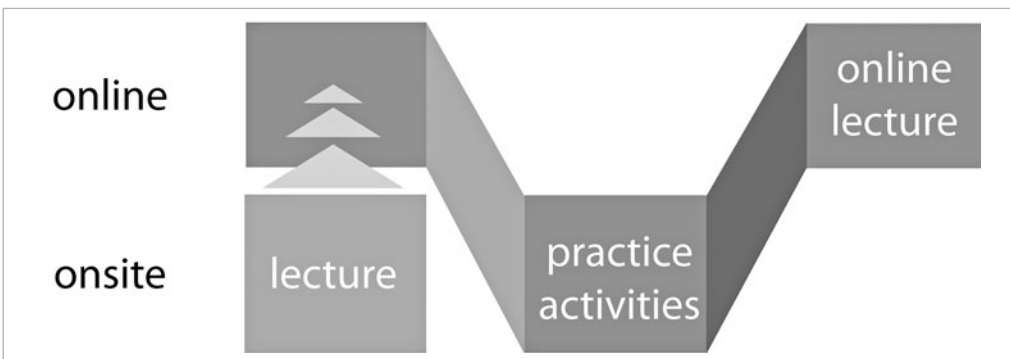 online
online
lecture
onsite
lecture
practice
activities